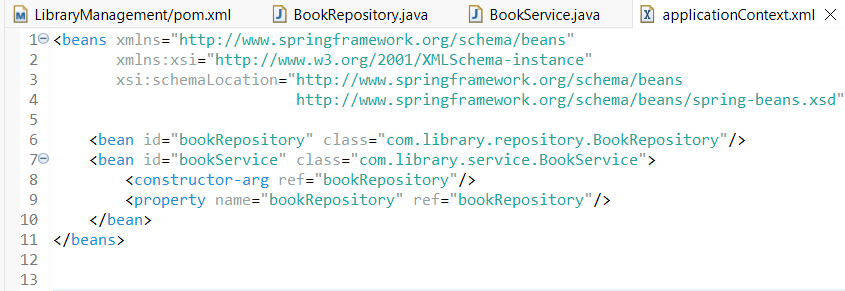 LibraryManagement/pom.xml BookRepository.java BookService.java applicationContext.xml
1 <beans xmlns="http://www.springframework.org/schema/beans"
2 xmlns:xsi="http://www.w3.org/2001/XMLSchema-instance"
3 xsi:schemaLocation="http://www.springframework.org/schema/beans
4 http://www.springframework.org/schema/beans/spring-beans.xsd"
5
6 <bean id="bookRepository" class="com.library.repository.BookRepository"/>
7 <bean id="bookService" class="com.library.service.BookService">
8 <constructor-arg ref="bookRepository"/>
9 <property name="bookRepository" ref="bookRepository"/>
10 </bean>
11 </beans>
12
13